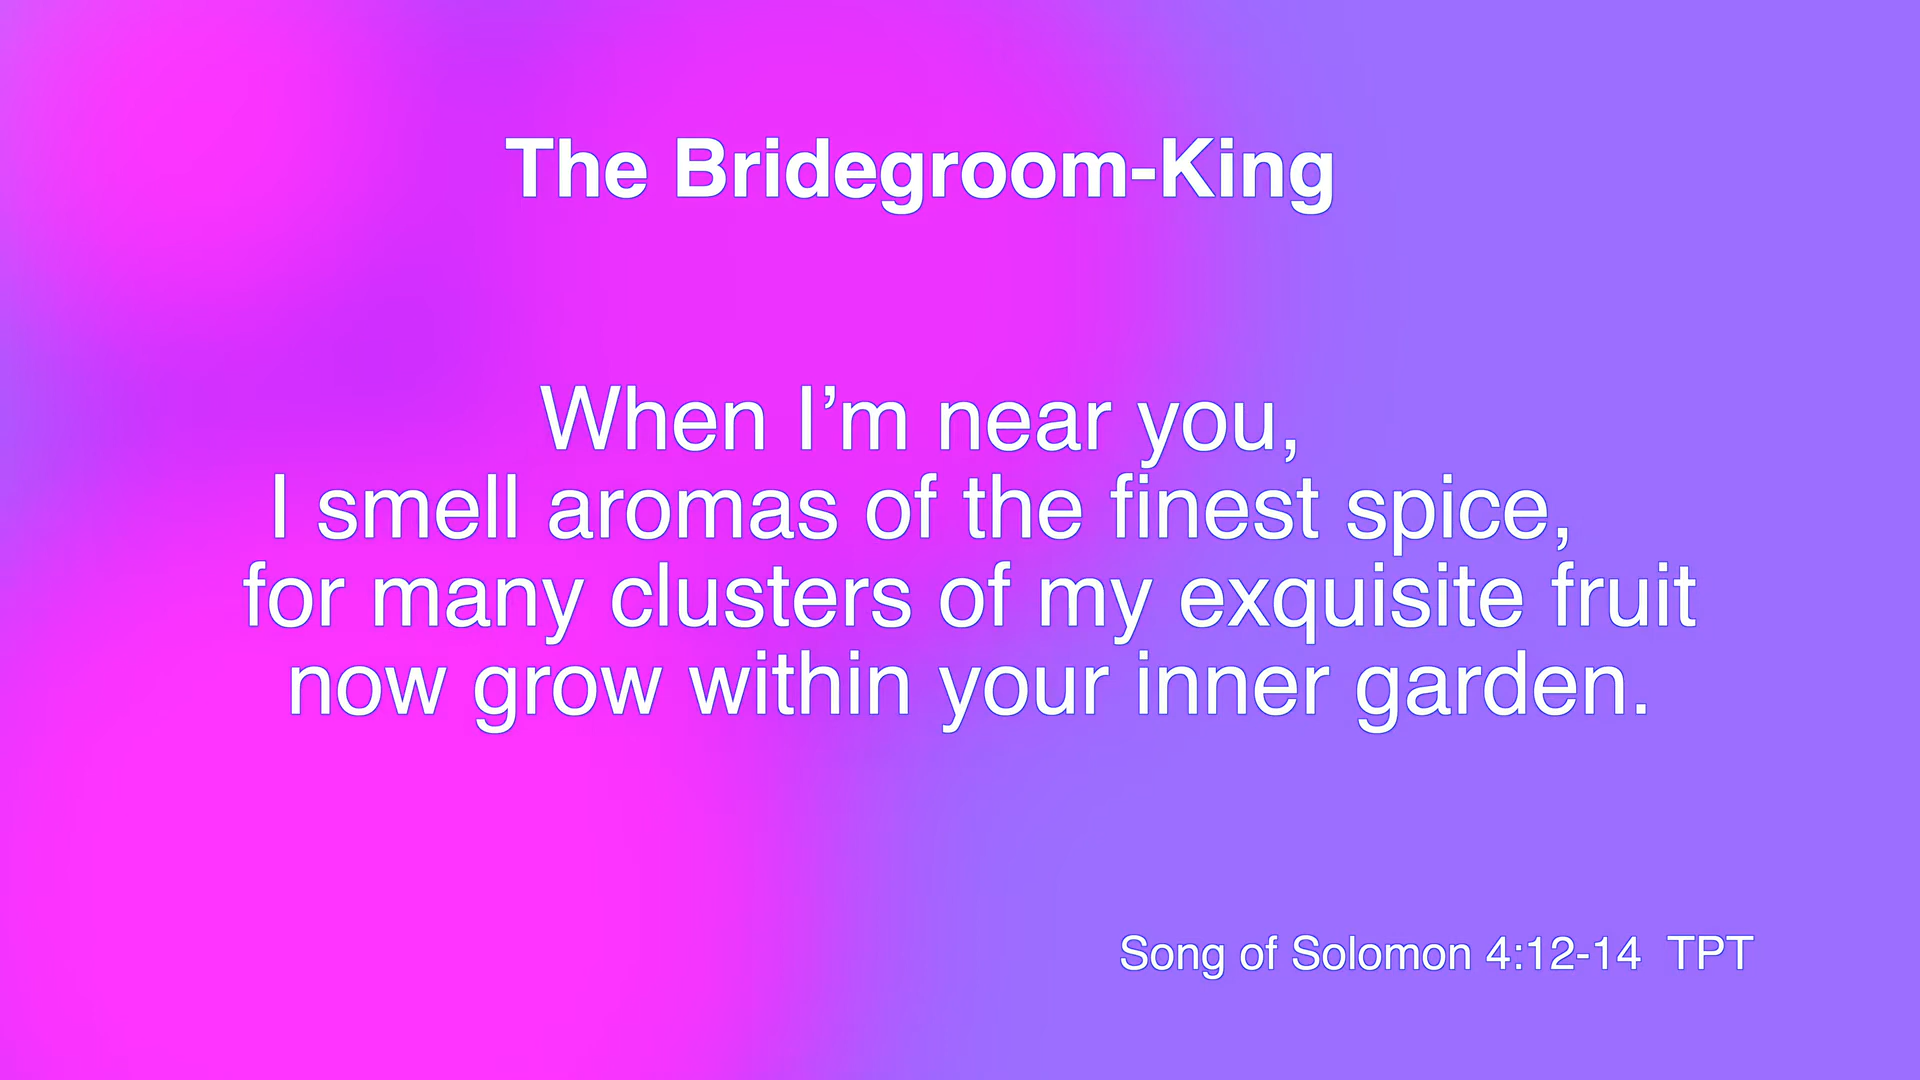 The Bridegroom-King
When I’m near you,
I smell aromas of the finest spice,
for many clusters of my exquisite fruit
now grow within your inner garden.
Song of Solomon 4:12-14  TPT